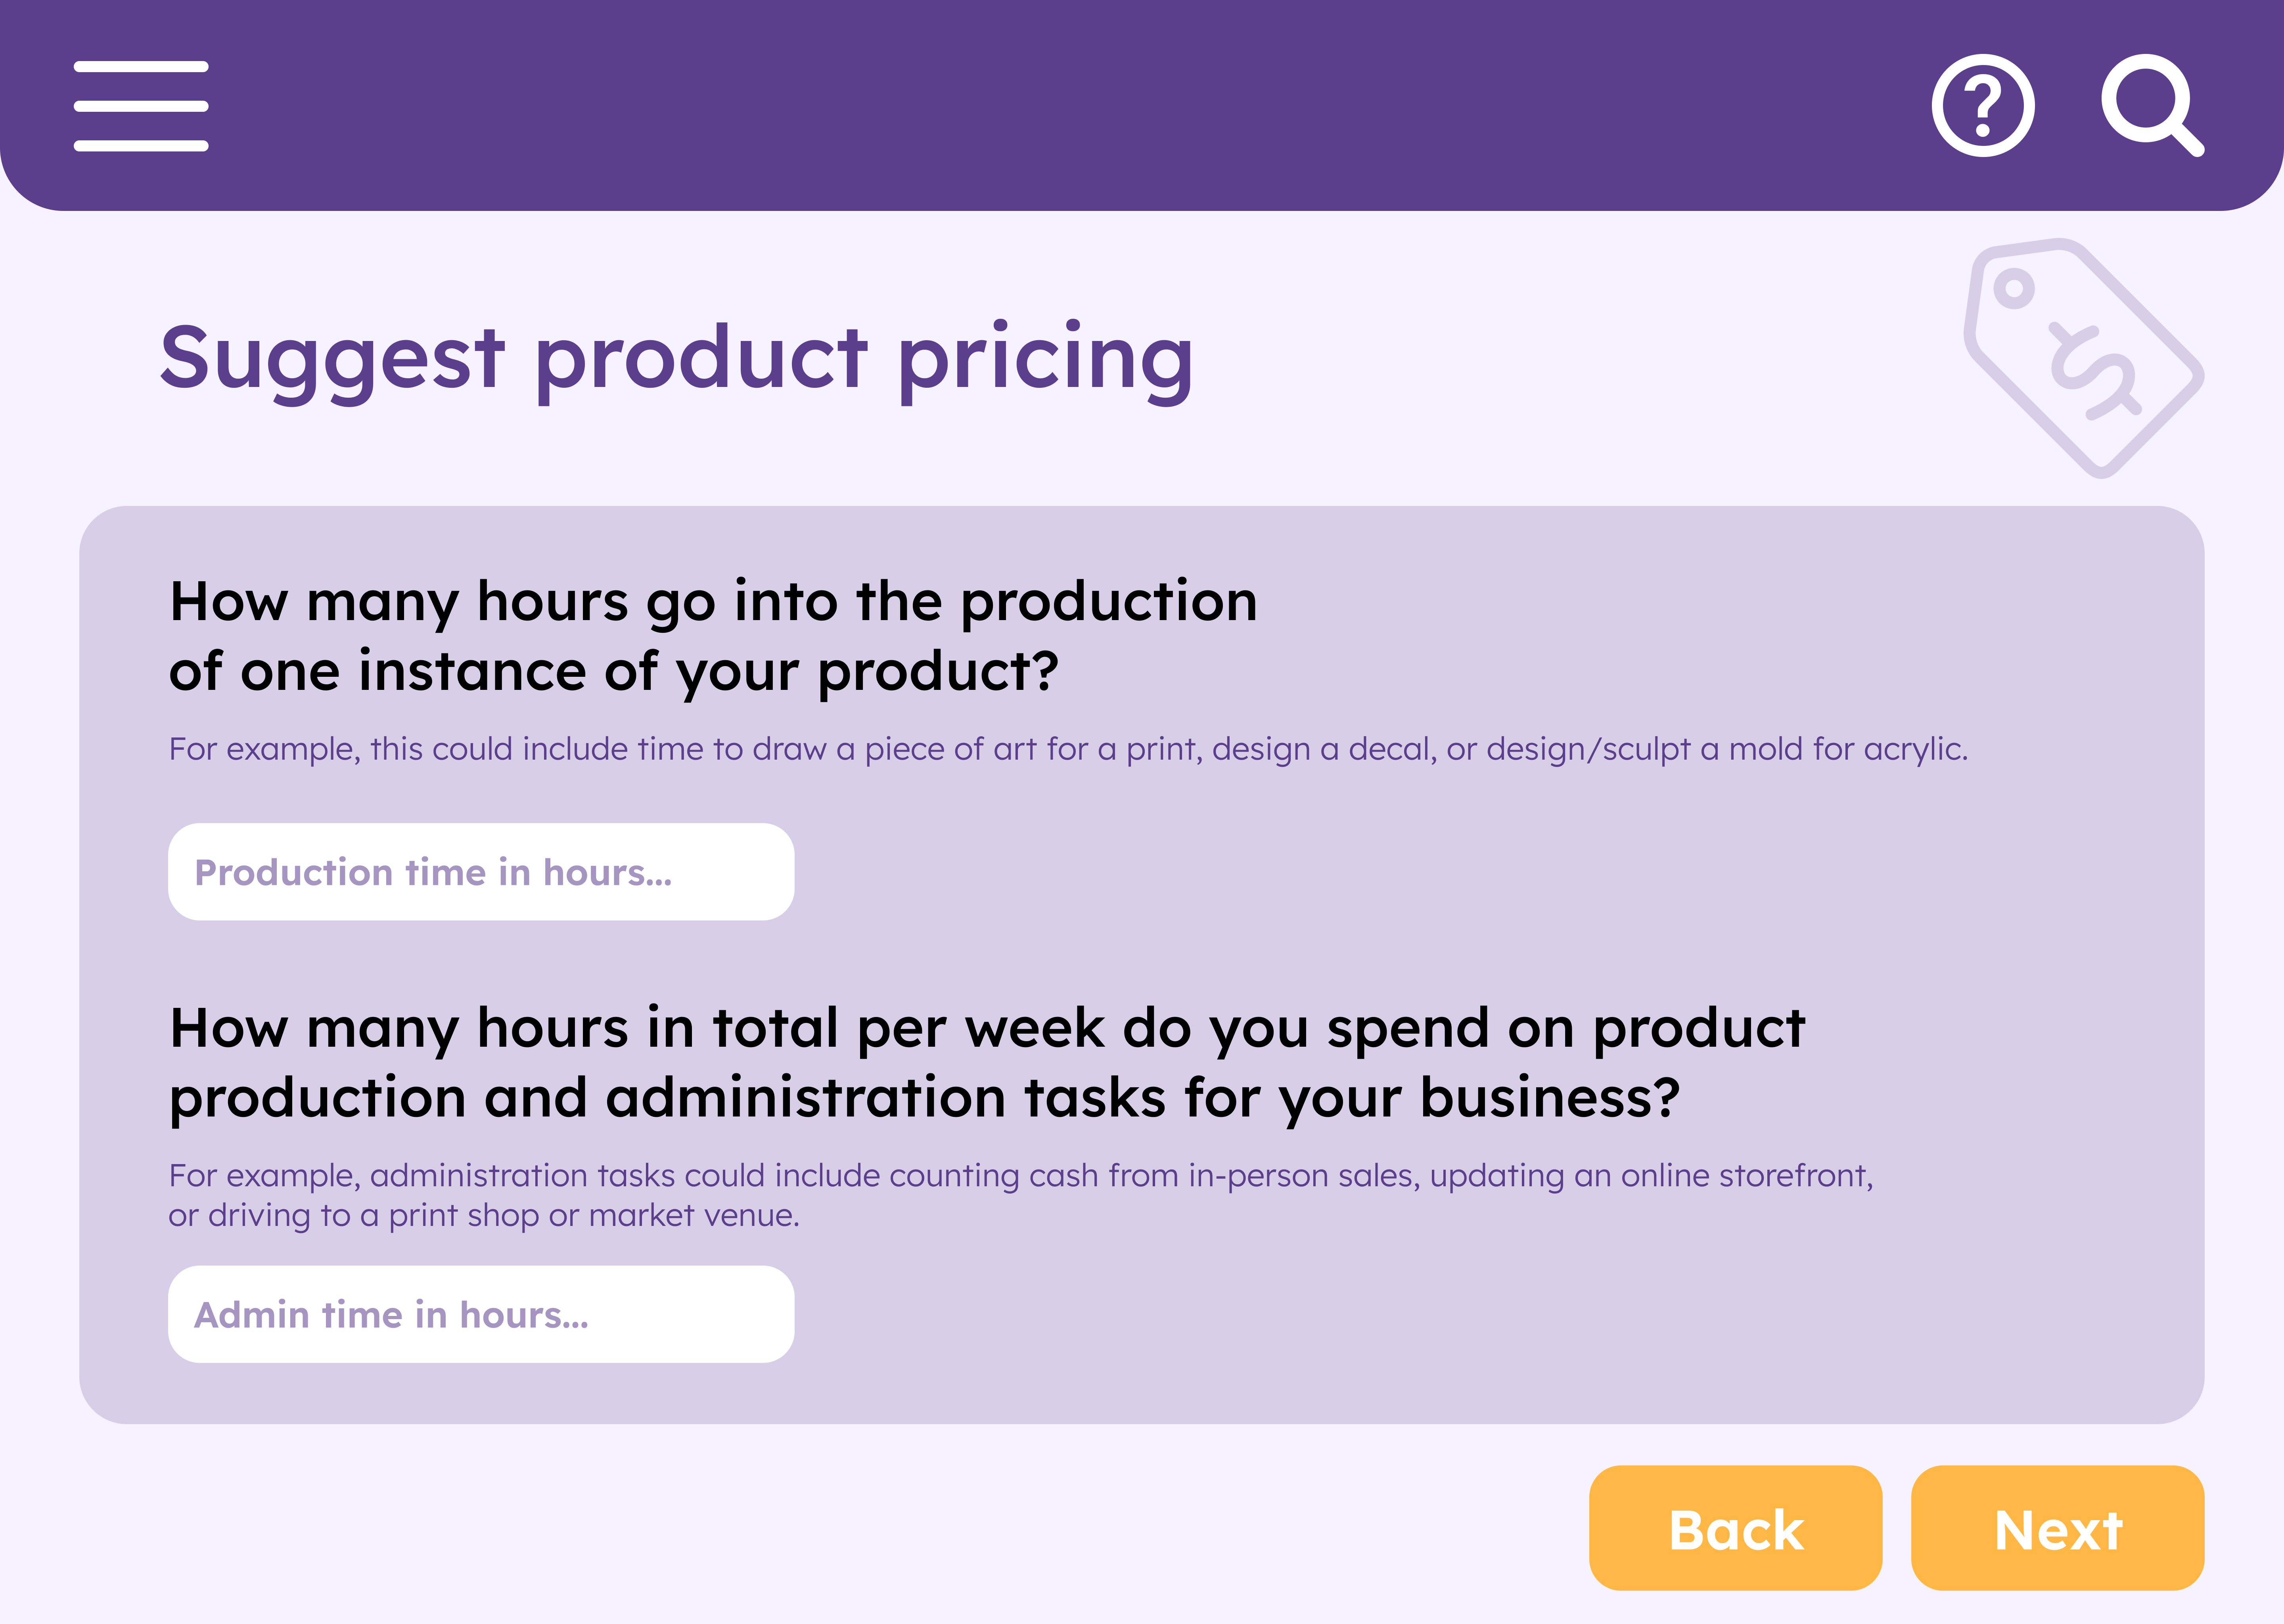 Suggest product pricing
How many hours go into the production
of one instance of your product?
For example, this could include time to draw a piece of art for a print, design a decal, or design/sculpt a mold for acrylic.
Production time in hours...
How many hours in total per week do you spend on product
production and administration tasks for your business?
For example, administration tasks could include counting cash from in-person sales, updating an online storefront,
or driving to a print shop or market venue.
Admin time in hours...
Back
Next